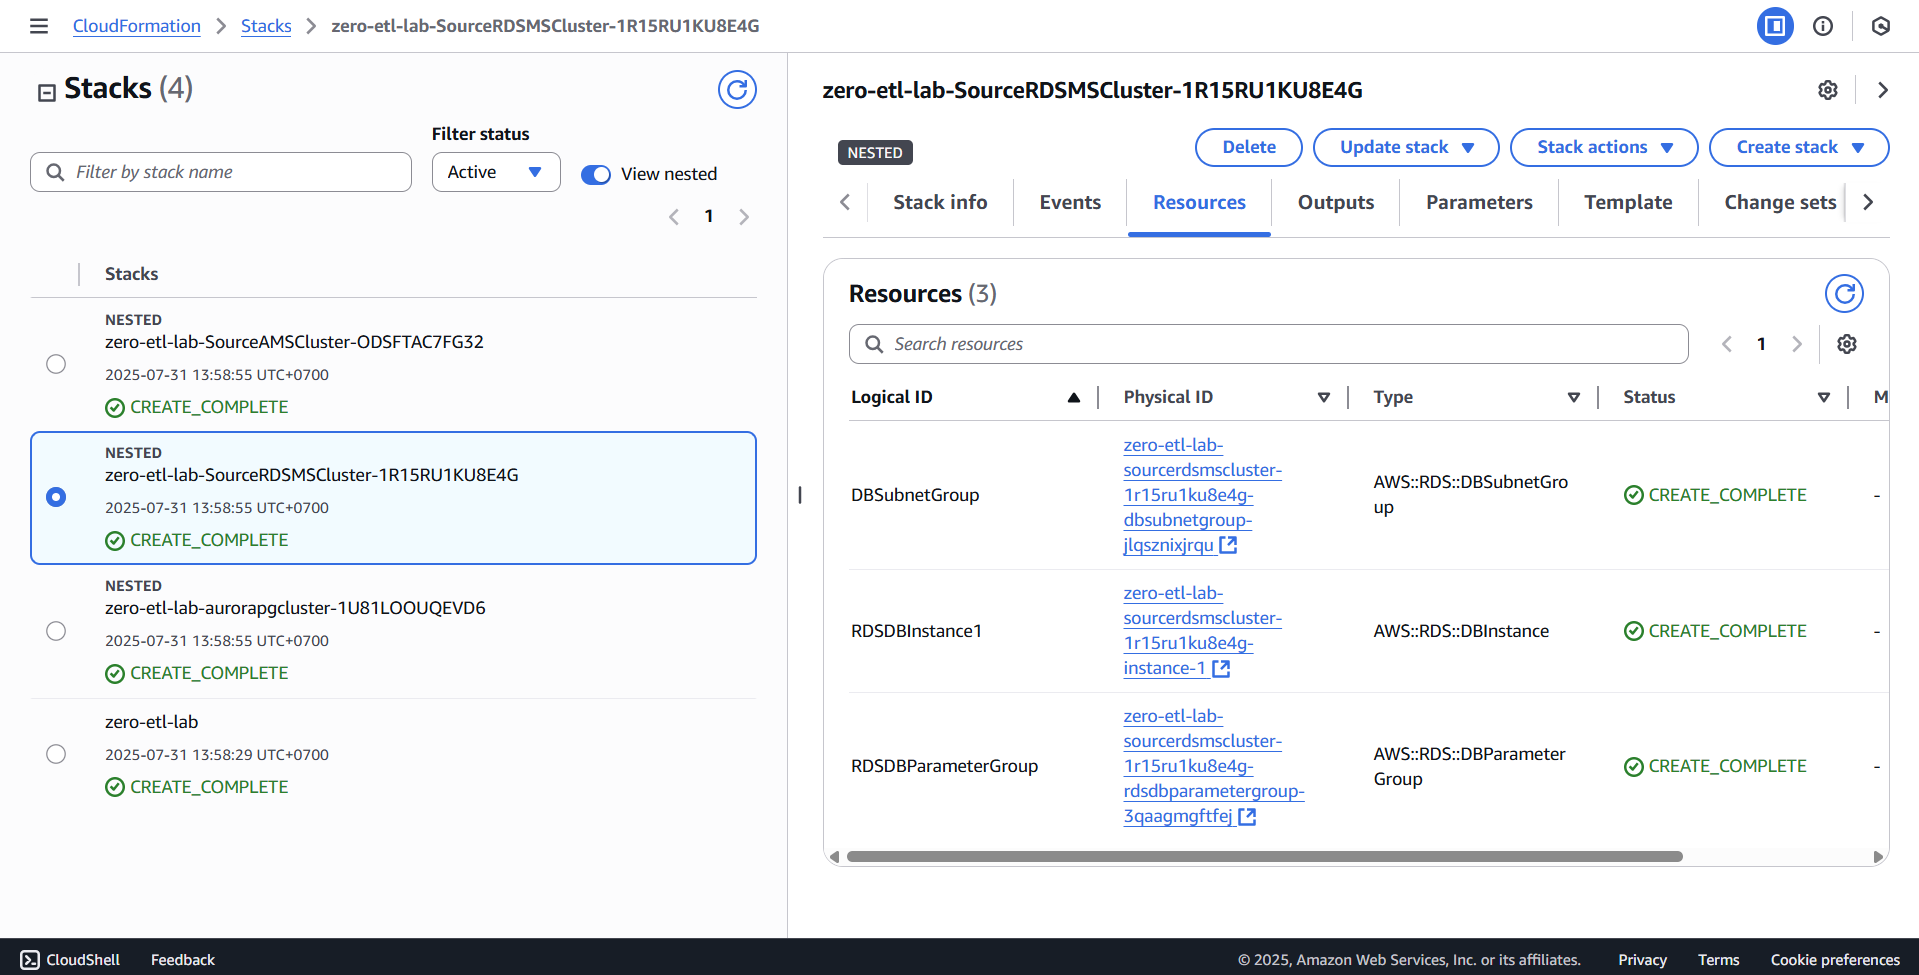 CloudFormation
Stacks
zero-etl-lab-SourceRDSMSCluster-1R15RU1KU8E4G
Stacks (4)
Filter status
Filter by stack name
Active
View nested
1
Stacks
NESTED
zero-etl-lab-SourceAMSCluster-ODSFTAC7FG32
2025-07-31 13:58:55 UTC+0700
CREATE_COMPLETE
NESTED
zero-etl-lab-SourceRDSMSCluster-1R15RU1KU8E4G
2025-07-31 13:58:55 UTC+0700
CREATE_COMPLETE
NESTED
zero-etl-lab-aurorapgcluster-1U81LOOUQEVD6
2025-07-31 13:58:55 UTC+0700
CREATE_COMPLETE
zero-etl-lab
2025-07-31 13:58:29 UTC+0700
CREATE_COMPLETE
zero-etl-lab-SourceRDSMSCluster-1R15RU1KU8E4G
NESTED
Delete
Update stack
Stack actions
Create stack
Stack info
Events
Resources
Outputs
Parameters
Template
Change sets
Resources (3)
Search resources
1
Logical ID
Physical ID
Type
Status
M
DBSubnetGroup
zero-etl-lab-
sourcerdsmscluster-
1r15ru1ku8e4g-
dbsubnetgroup-
jlqsznixjrqu
AWS::RDS::DBSubnetGro
up
CREATE_COMPLETE
-
RDSDBInstance1
zero-etl-lab-
sourcerdsmscluster-
1r15ru1ku8e4g-
instance-1
AWS::RDS::DBInstance
CREATE_COMPLETE
-
RDSDBParameterGroup
zero-etl-lab-
sourcerdsmscluster-
1r15ru1ku8e4g-
rdsdbparametergroup-
3qaagmgftfej
AWS::RDS::DBParameter
Group
CREATE_COMPLETE
-
CloudShell
Feedback
© 2025, Amazon Web Services, Inc. or its affiliates.
Privacy
Terms
Cookie preferences